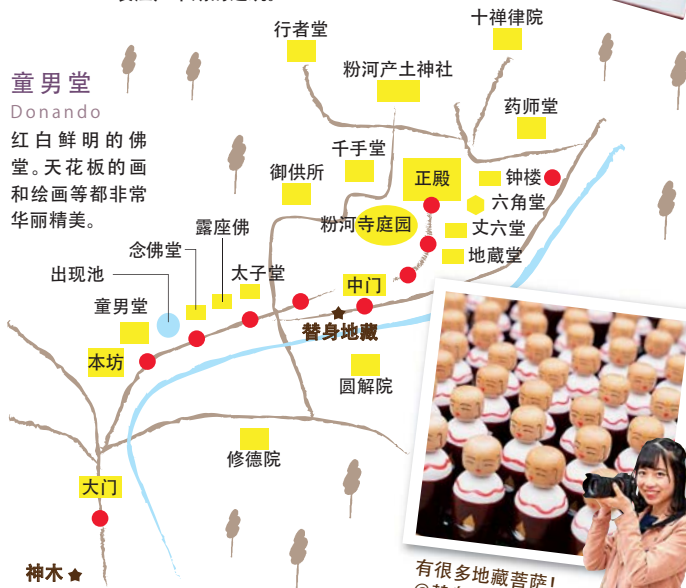 童男堂
Donando
红白鲜明的佛
堂。天花板的画
和绘画等都非常
华丽精美。
行者堂
十禅律院
粉河产土神社
药师堂
千手堂
御供所
正殿
钟楼
六角堂
粉河寺庭园
丈六堂
地蔵堂
露座佛
念佛堂
出现池
太子堂
中门
童男堂
替身地藏
本坊
圆解院
修德院
大门
神木
有很多地藏菩萨！